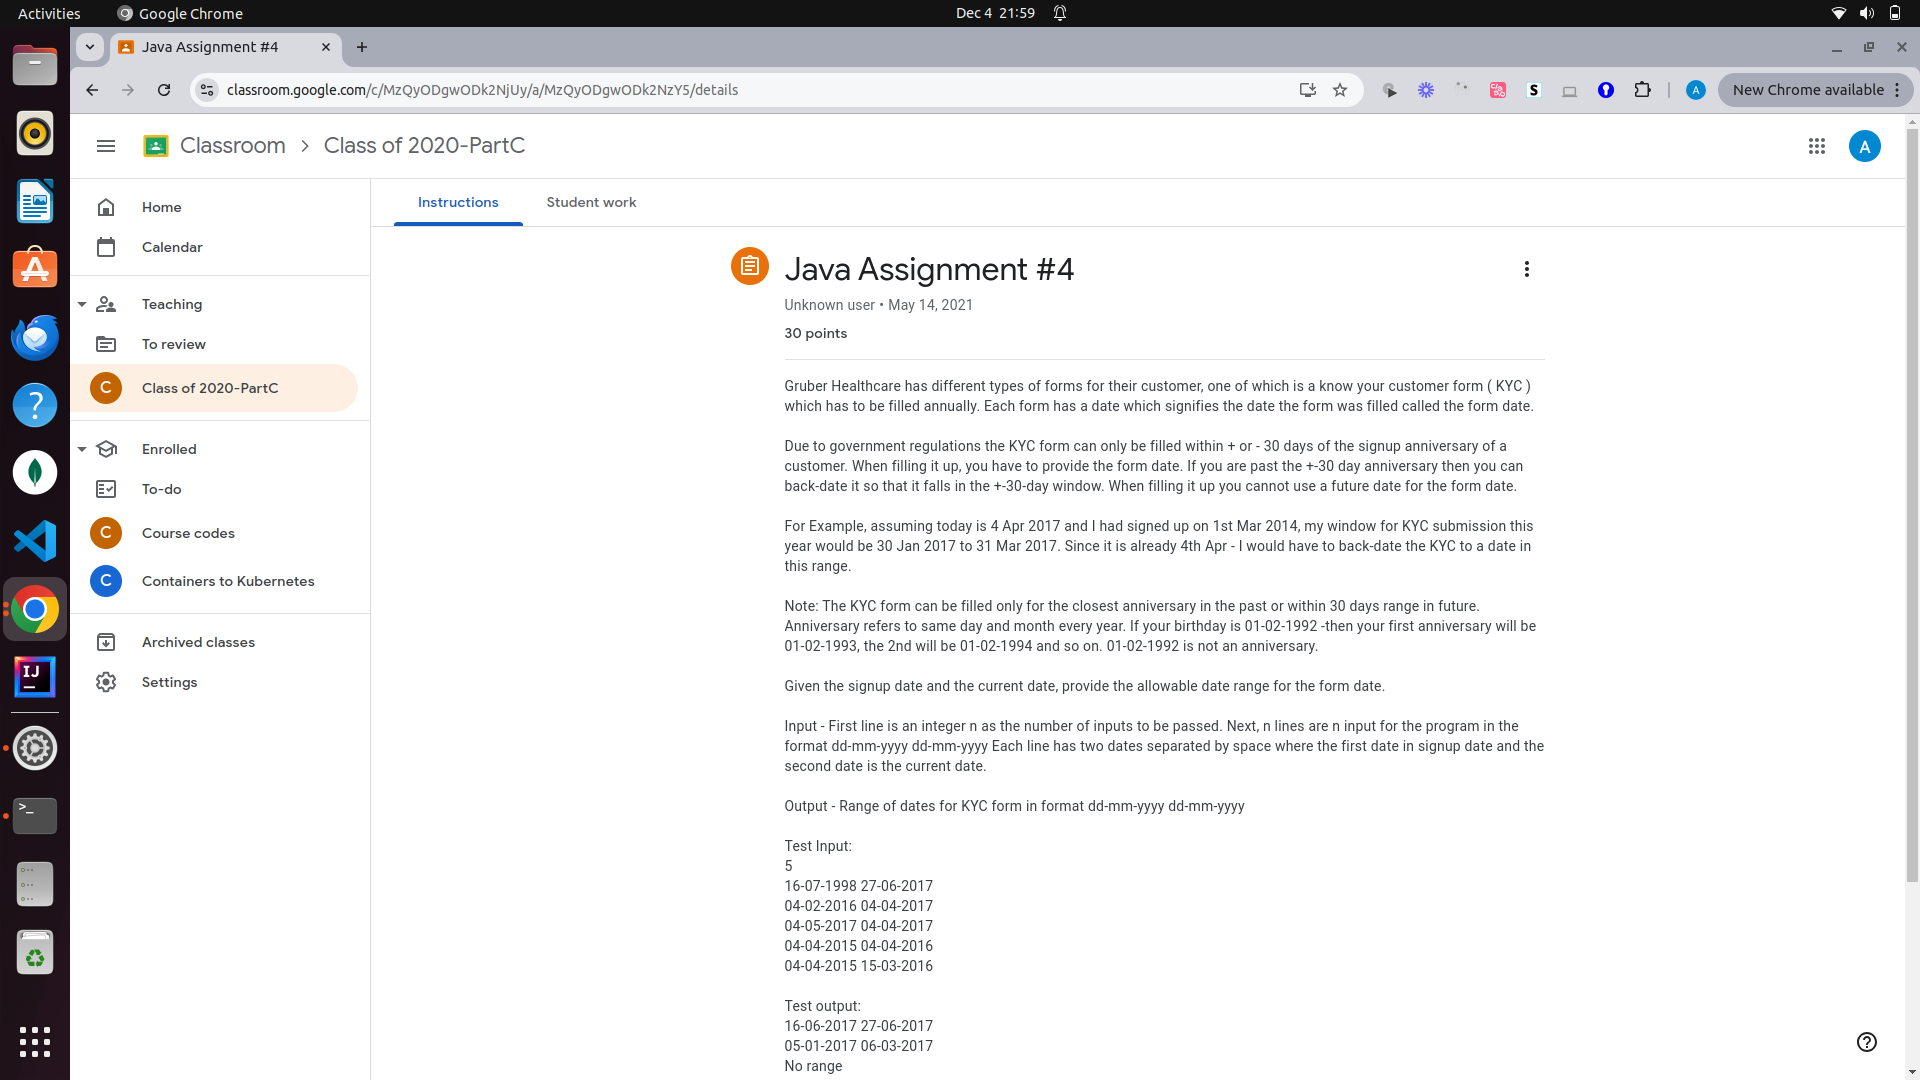 Activities
Google Chrome
Dec 4 21:59
Java Assignment #4
classroom.google.com/c/MzQyODgwODk2NjUy/a/MzQyODgwODk2NzY5/details
S
A
New Chrome available
Classroom
Class of 2020-PartC
A
Home
Calendar
Teaching
To review
C
Class of 2020-PartC
Enrolled
To-do
C
Course codes
C
Containers to Kubernetes
Archived classes
Settings
IJ
>_
Instructions
Student work
Java Assignment #4
Unknown user • May 14, 2021
30 points
Gruber Healthcare has different types of forms for their customer, one of which is a know your customer form ( KYC )
which has to be filled annually. Each form has a date which signifies the date the form was filled called the form date.
Due to government regulations the KYC form can only be filled within + or - 30 days of the signup anniversary of a
customer. When filling it up, you have to provide the form date. If you are past the +-30 day anniversary then you can
back-date it so that it falls in the +-30-day window. When filling it up you cannot use a future date for the form date.
For Example, assuming today is 4 Apr 2017 and I had signed up on 1st Mar 2014, my window for KYC submission this
year would be 30 Jan 2017 to 31 Mar 2017. Since it is already 4th Apr - I would have to back-date the KYC to a date in
this range.
Note: The KYC form can be filled only for the closest anniversary in the past or within 30 days range in future.
Anniversary refers to same day and month every year. If your birthday is 01-02-1992 -then your first anniversary will be
01-02-1993, the 2nd will be 01-02-1994 and so on. 01-02-1992 is not an anniversary.
Given the signup date and the current date, provide the allowable date range for the form date.
Input - First line is an integer n as the number of inputs to be passed. Next, n lines are n input for the program in the
format dd-mm-yyyy dd-mm-yyyy Each line has two dates separated by space where the first date in signup date and the
second date is the current date.
Output - Range of dates for KYC form in format dd-mm-yyyy dd-mm-yyyy
Test Input:
5
16-07-1998 27-06-2017
04-02-2016 04-04-2017
04-05-2017 04-04-2017
04-04-2015 04-04-2016
04-04-2015 15-03-2016
Test output:
16-06-2017 27-06-2017
05-01-2017 06-03-2017
No range